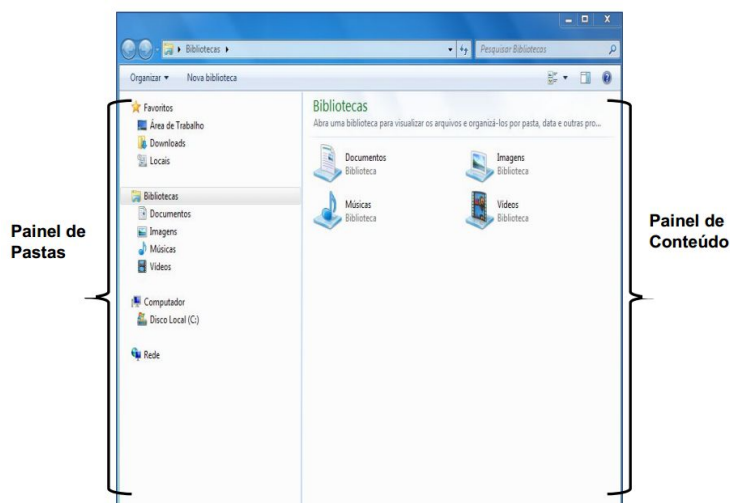 Bibliotecas
Pesquisar Bibliotecas
Organizar
Nova biblioteca
Favoritos
Área de Trabalho
Downloads
Locais
Bibliotecas
Documentos
Imagens
Músicas
Vídeos
Computador
Disco Local (C:)
Rede
Bibliotecas
Abra uma biblioteca para visualizar os arquivos e organizá-los por pasta, data e outras pro...
Documentos
Biblioteca
Imagens
Biblioteca
Músicas
Biblioteca
Vídeos
Biblioteca
Painel de
Pastas
Painel de
Conteúdo